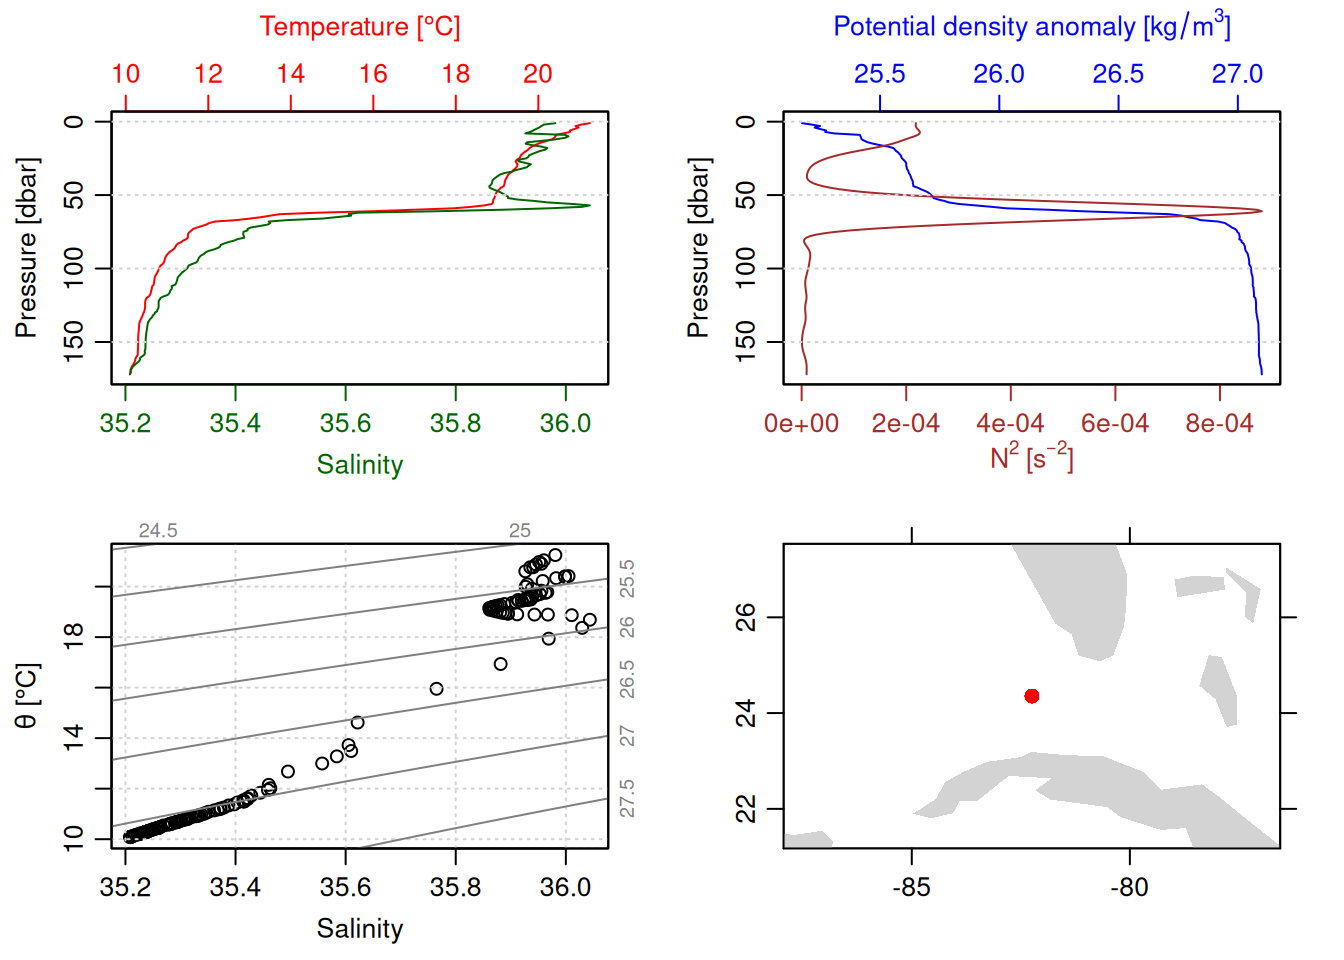 Temperature [°C]
10 12 14 16 18 20
0
50
100
150
Pressure [dbar]
35.2 35.4 35.6 35.8 36.0
Salinity
Potential density anomaly [kg/m³]
25.5 26.0 26.5 27.0
0
50
100
150
Pressure [dbar]
0e+00 2e-04 4e-04 6e-04 8e-04
N² [s⁻²]
24.5 25
25.5
26
26.5
27
27.5
18
14
10
θ [°C]
35.2 35.4 35.6 35.8 36.0
Salinity
26
24
22
-85 -80